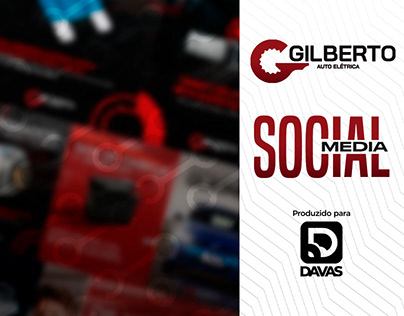 GILBERTO
AUTO ELÉTRICA
SOCIAL
MEDIA
Produzido para
DAVAS